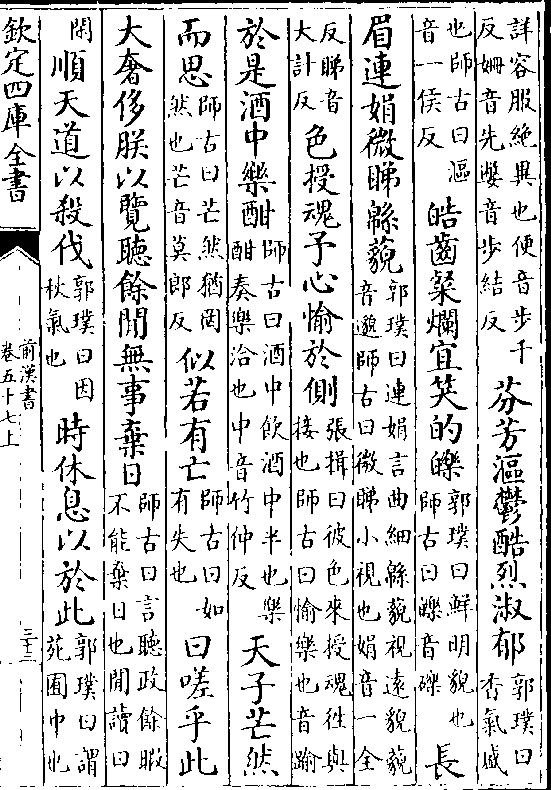 詳容服絶異也便音步千
反姍音先㢢音步結反
芬芳漚鬱酷烈淑郁
郭璞曰
香氣盛
也師古曰漚
音一侯反
皓齒粲爛宜笑的皪
郭璞曰鮮明貌也
師古曰皪音礫
長
眉連娟微睇緜藐
郭璞曰連娟言曲細緜藐視遠貌藐
音邈師古曰微睇小視也娟音一全
反睇音
大計反
色授魂予心愉於側
張揖曰彼色來授魂徃與
接也師古曰愉樂也音踰
於是酒中樂酣
師古曰酒中飲酒中半也樂
酣奏樂洽也中音竹仲反
天子芒然
而思
師古曰芒然猶罔
然也芒音莫郎反
似若有亡
師古曰如
有失也
曰嗟乎此
大奢侈朕以覽聽餘閒無事棄日
師古曰言聽政餘暇
不能棄日也閒讀曰
閑
順天道以殺伐
郭璞曰因
秋氣也
時休息以於此
郭璞曰謂
苑囿中也
欽定四庫全書
前漢書
卷五十七上
三十三